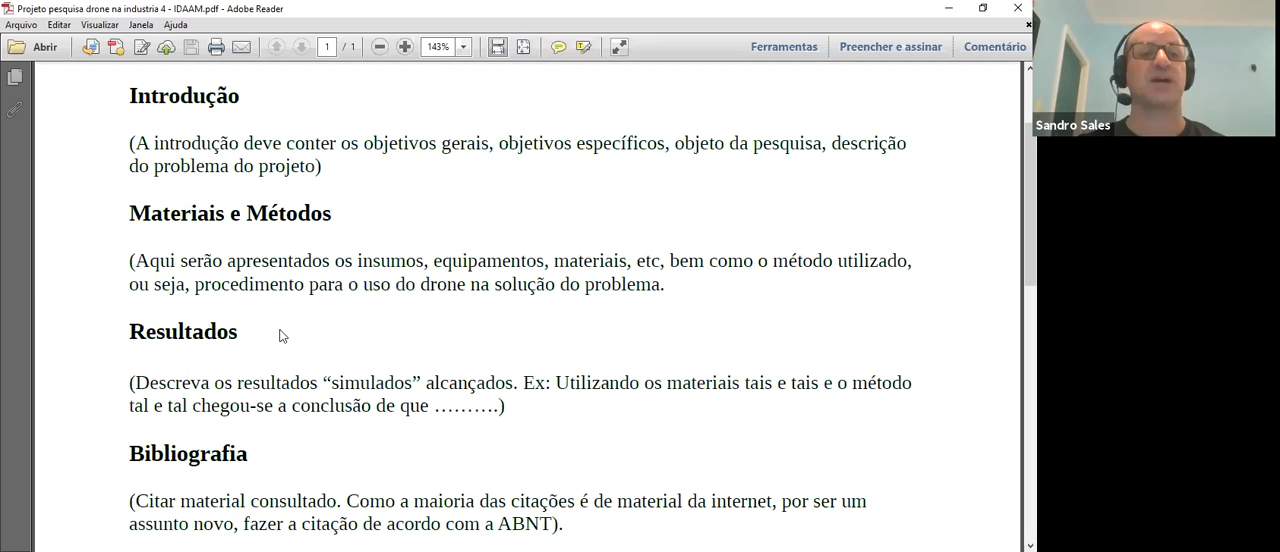 Projeto pesquisa drone na industria 4 - IDAAM.pdf - Adobe Reader
Arquivo Editar Visualizar Janela Ajuda
Abrir
1 / 1
143%
Ferramentas
Preencher e assinar
Comentário
Sandro Sales
Introdução
(A introdução deve conter os objetivos gerais, objetivos específicos, objeto da pesquisa, descrição
do problema do projeto)
Materiais e Métodos
(Aqui serão apresentados os insumos, equipamentos, materiais, etc, bem como o método utilizado,
ou seja, procedimento para o uso do drone na solução do problema.
Resultados
(Descreva os resultados “simulados” alcançados. Ex: Utilizando os materiais tais e tais e o método
tal e tal chegou-se a conclusão de que ……….)
Bibliografia
(Citar material consultado. Como a maioria das citações é de material da internet, por ser um
assunto novo, fazer a citação de acordo com a ABNT).